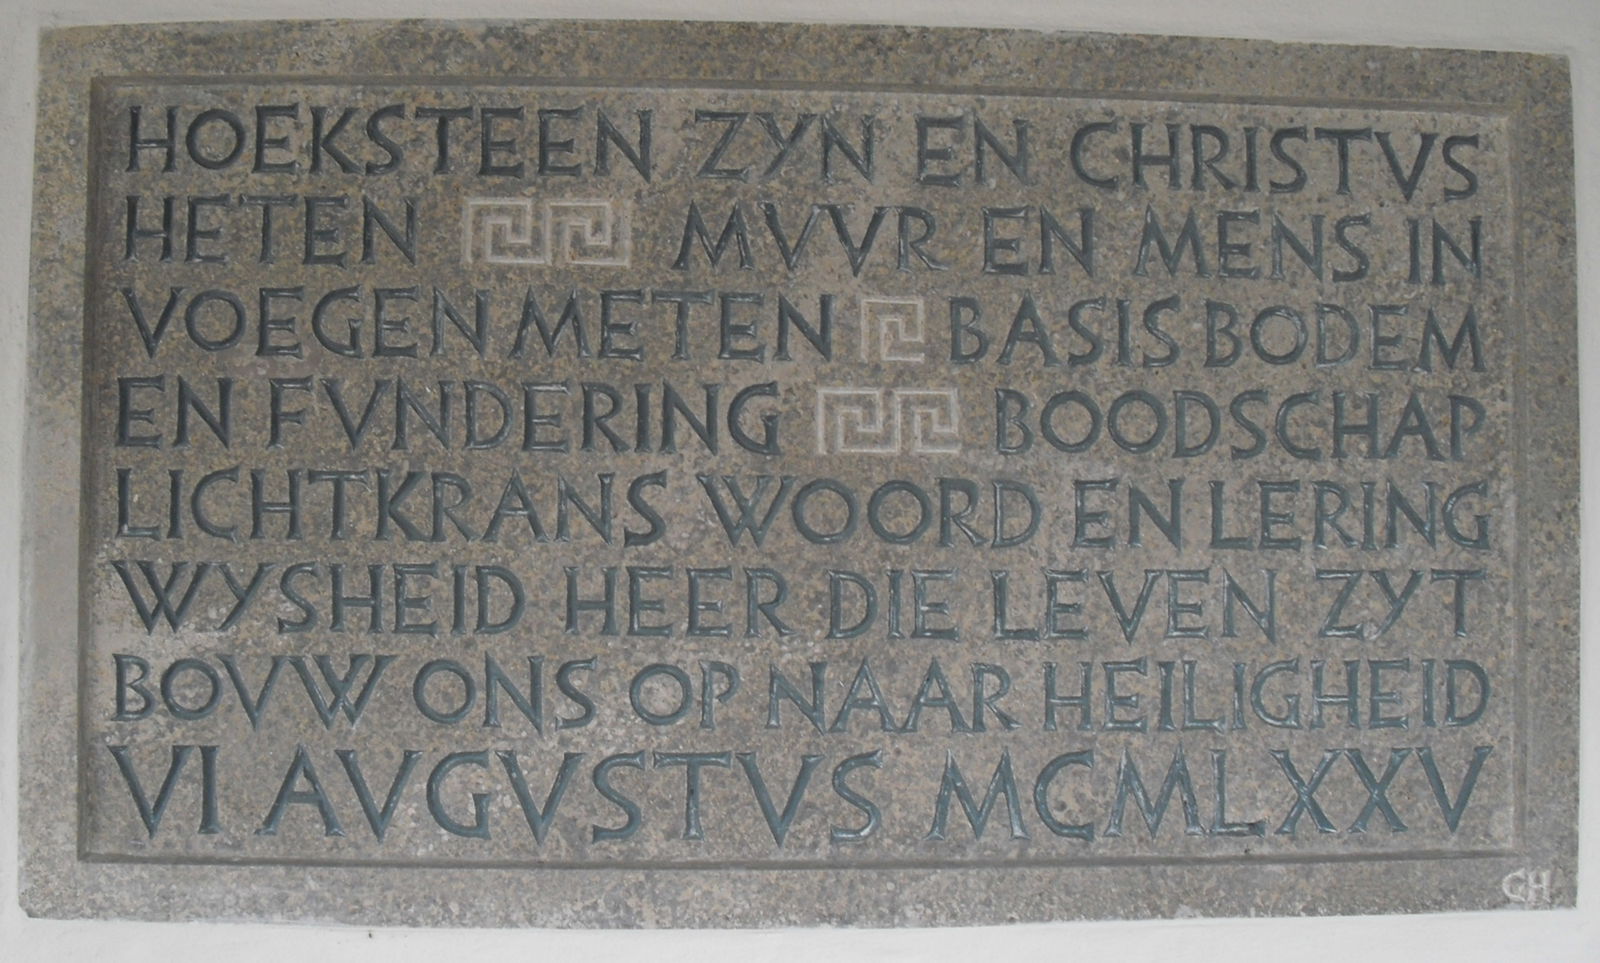 HOEKSTEEN ZYN EN CHRISTVS
HETEN MVVR EN MENS IN
VOEGEN METEN BASIS BODEM
EN FVNDERING BOODSCHAP
LICHTKRANS WOORD EN LERING
WYSHEID HEER DIE LEVEN ZYT
BOVW ONS OP NAAR HEILIGHEID
VI AVGVSTVS MCMLXXV
GH